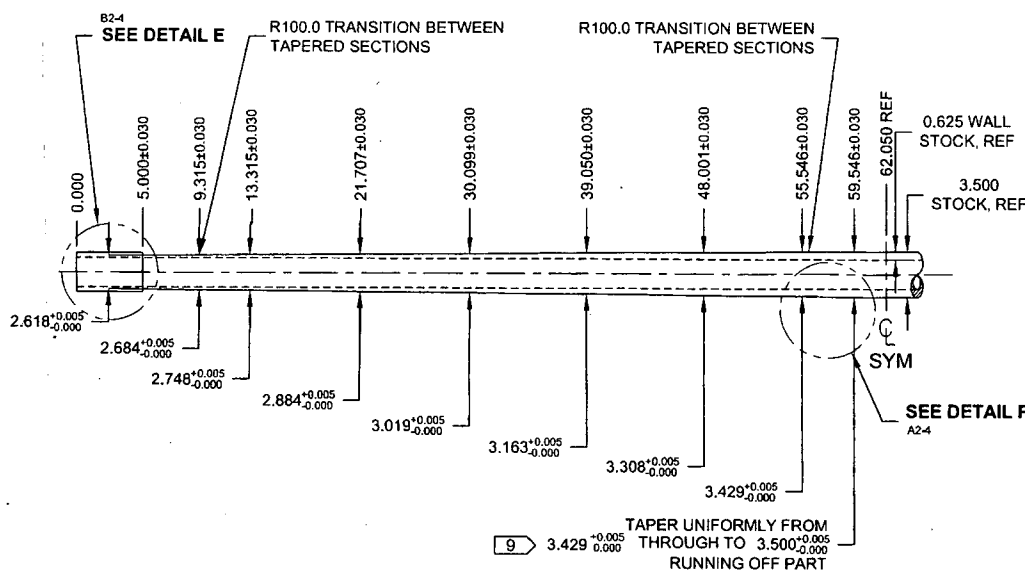 B2-4
SEE DETAIL E
R100.0 TRANSITION BETWEEN
TAPERED SECTIONS
R100.0 TRANSITION BETWEEN
TAPERED SECTIONS
0.000
5.000±0.030
9.315±0.030
13.315±0.030
21.707±0.030
30.099±0.030
39.050±0.030
48.001±0.030
55.546±0.030
59.546±0.030
62.050 REF
0.625 WALL
STOCK, REF
3.500
STOCK, REF
2.618 +0.005 -0.000
2.684 +0.005 -0.000
2.748 +0.005 -0.000
2.884 +0.005 -0.000
3.019 +0.005 -0.000
3.163 +0.005 -0.000
3.308 +0.005 -0.000
3.429 +0.005 -0.000
℄
SYM
SEE DETAIL F
A2-4
TAPER UNIFORMLY FROM
9 3.429 +0.005 0.000 THROUGH TO 3.500 +0.005 -0.000
RUNNING OFF PART